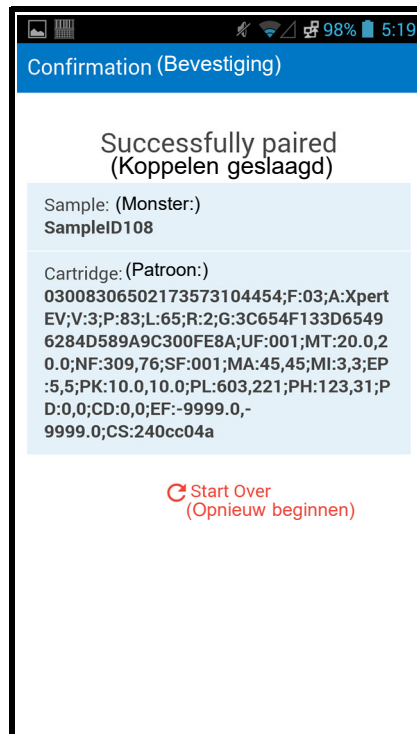 98% 5:19
Confirmation (Bevestiging)
Successfully paired
(Koppelen geslaagd)
Sample: (Monster:)
SampleID108
Cartridge: (Patroon:)
03008306502173573104454;F:03;A:Xpert
EV;V:3;P:83;L:65;R:2;G:3C654F133D6549
6284D589A9C300FE8A;UF:001;MT:20.0,2
0.0;NF:309,76;SF:001;MA:45,45;MI:3,3;EP
:5,5;PK:10.0,10.0;PL:603,221;PH:123,31;P
D:0,0;CD:0,0;EF:-9999.0,-
9999.0;CS:240cc04a
Start Over
(Opnieuw beginnen)